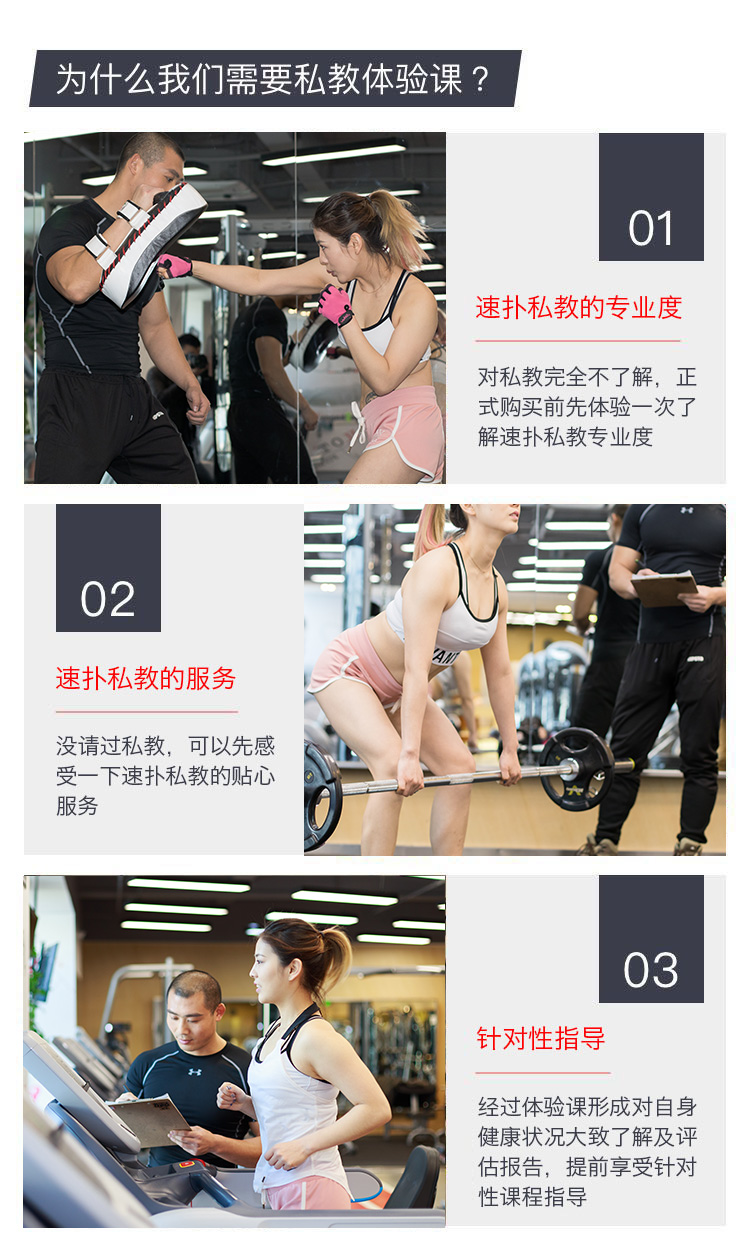 为什么我们需要私教体验课？
01
速扑私教的专业度
对私教完全不了解，正
式购买前先体验一次了
解速扑私教专业度
02
速扑私教的服务
没请过私教，可以先感
受一下速扑私教的贴心
服务
03
针对性指导
经过体验课形成对自身
健康状况大致了解及评
估报告，提前享受针对
性课程指导